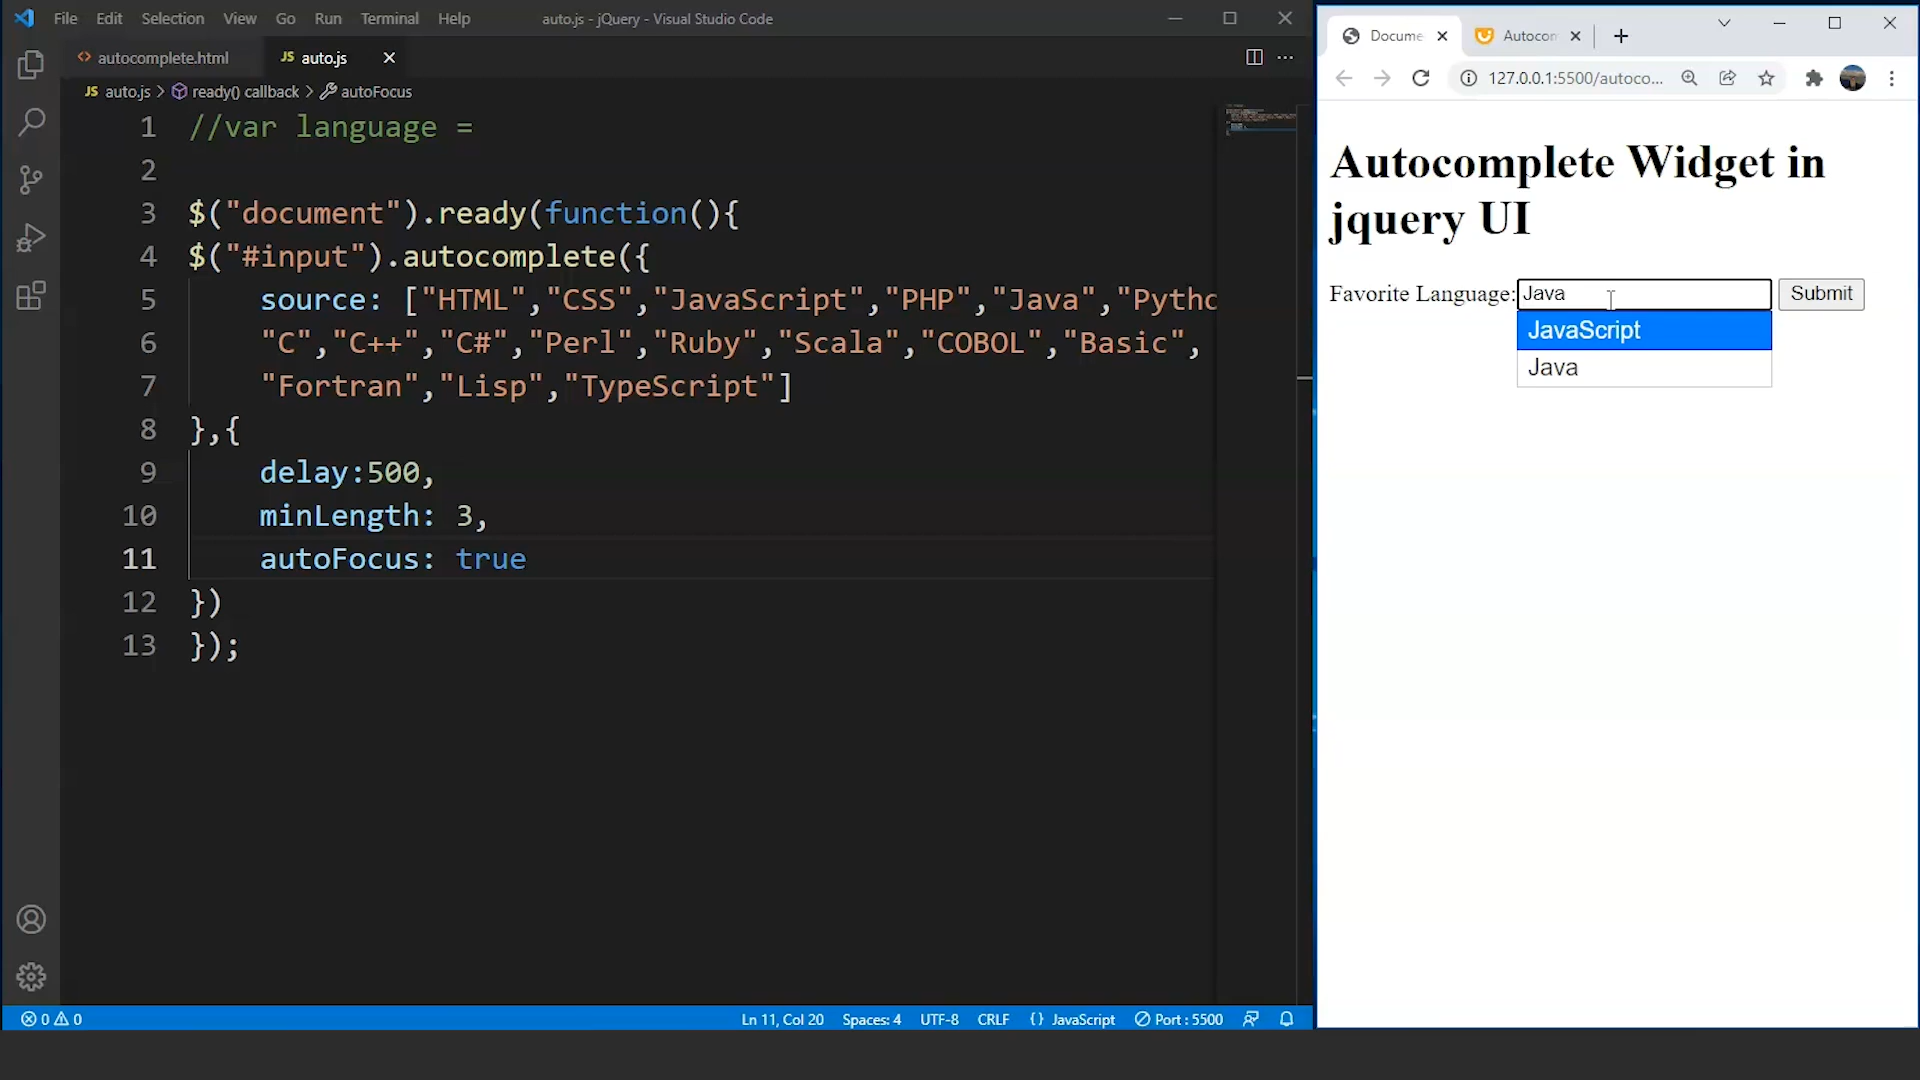 File Edit Selection View Go Run Terminal Help
auto.js - jQuery - Visual Studio Code
autocomplete.html
JS auto.js
JS auto.js > ready() callback > autoFocus
1 //var language =
2
3 $("document").ready(function(){
4 $("#input").autocomplete({
5 source: ["HTML","CSS","JavaScript","PHP","Java","Pytho
6 "C","C++","C#","Perl","Ruby","Scala","COBOL","Basic",
7 "Fortran","Lisp","TypeScript"]
8 },{
9 delay:500,
10 minLength: 3,
11 autoFocus: true
12 })
13 });
0 0
Ln 11, Col 20 Spaces: 4 UTF-8 CRLF {} JavaScript Port : 5500
Docume
Autocon
127.0.0.1:5500/autoco...
Autocomplete Widget in
jquery UI
Favorite Language: Java Submit
JavaScript
Java